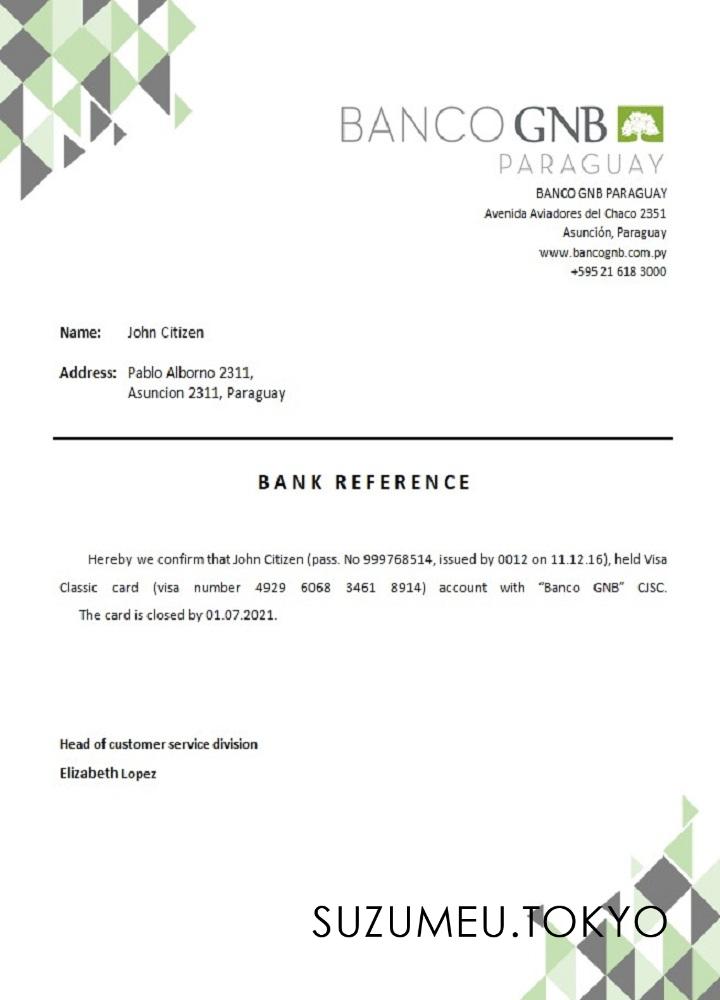 BANCO GNB
PARAGUAY
BANCO GNB PARAGUAY
Avenida Aviadores del Chaco 2351
Asunción, Paraguay
www.bancognb.com.py
+595 21 618 3000
Name: John Citizen
Address: Pablo Alborno 2311,
Asuncion 2311, Paraguay
BANK REFERENCE
Hereby we confirm that John Citizen (pass. No 999768514, issued by 0012 on 11.12.16), held Visa
Classic card (visa number 4929 6068 3461 8914) account with “Banco GNB” CJSC.
The card is closed by 01.07.2021.
Head of customer service division
Elizabeth Lopez
SUZUMEU.TOKYO